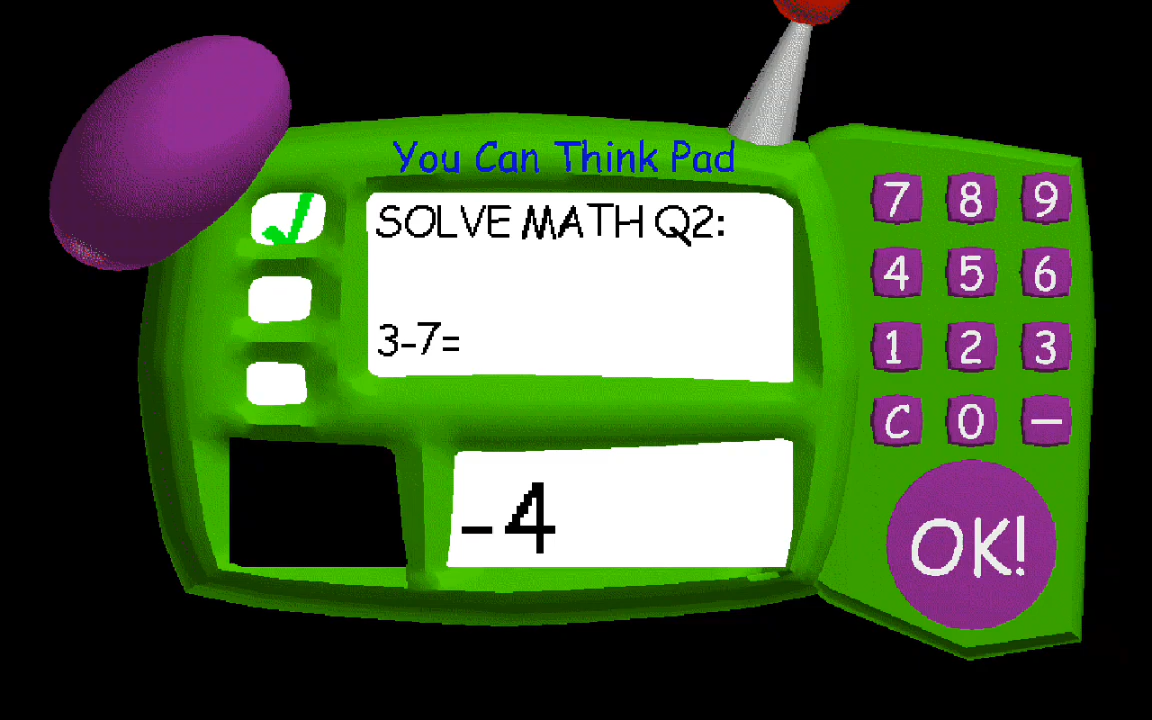 You Can Think Pad
SOLVE MATH Q2:
3-7=
-4
7 8 9
4 5 6
1 2 3
C 0 -
OK!